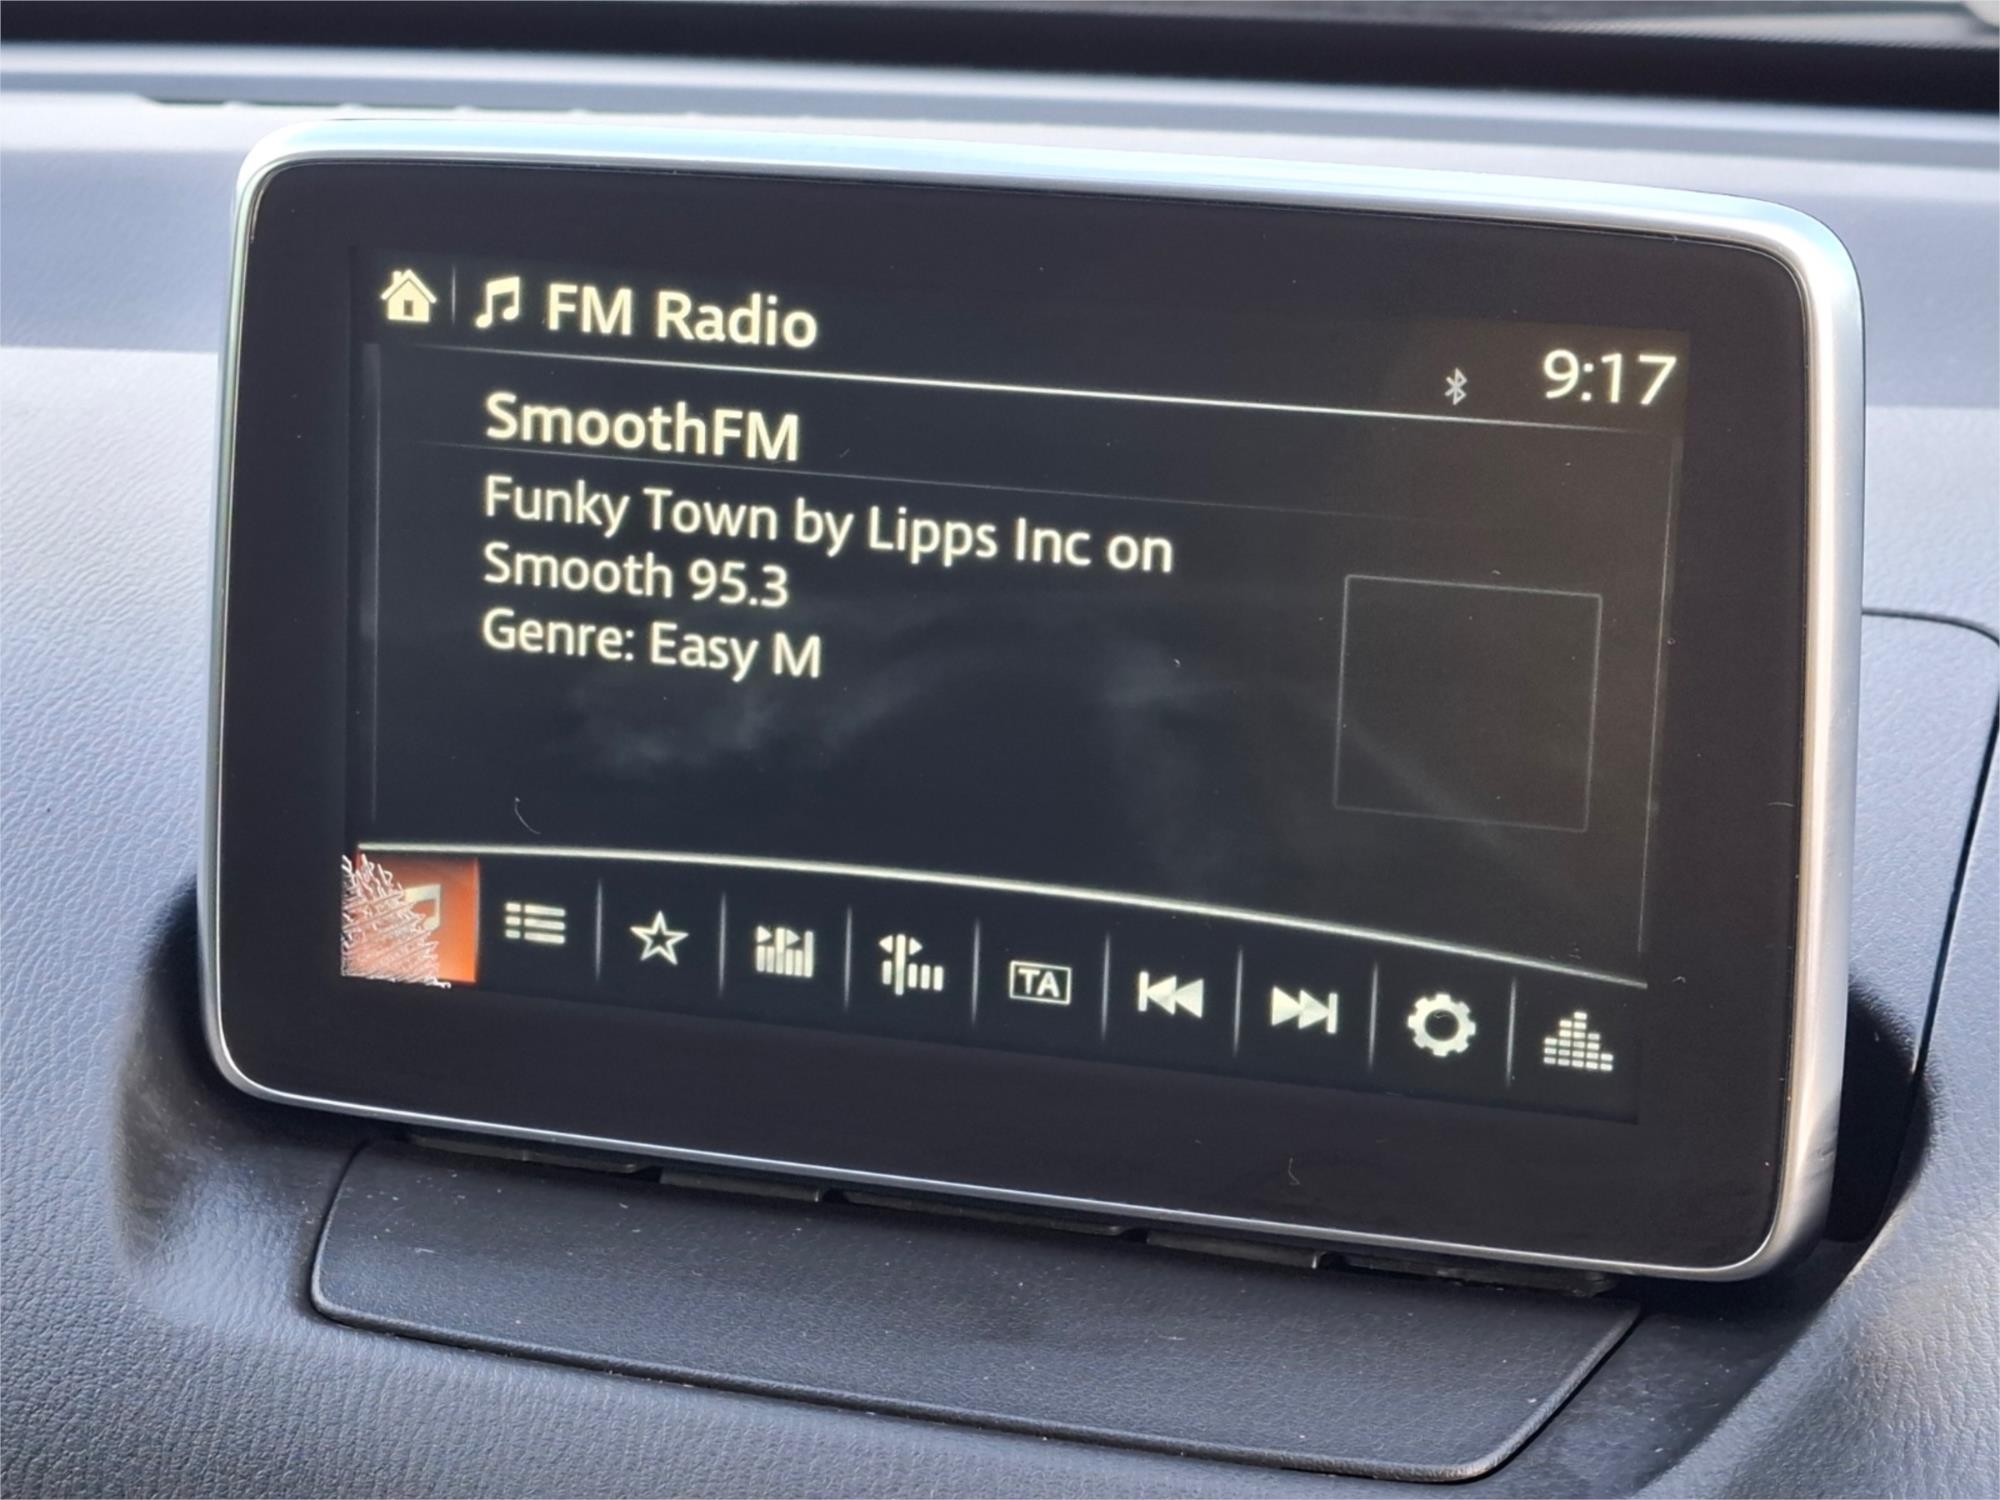 FM Radio
9:17
SmoothFM
Funky Town by Lipps Inc on
Smooth 95.3
Genre: Easy M
TA